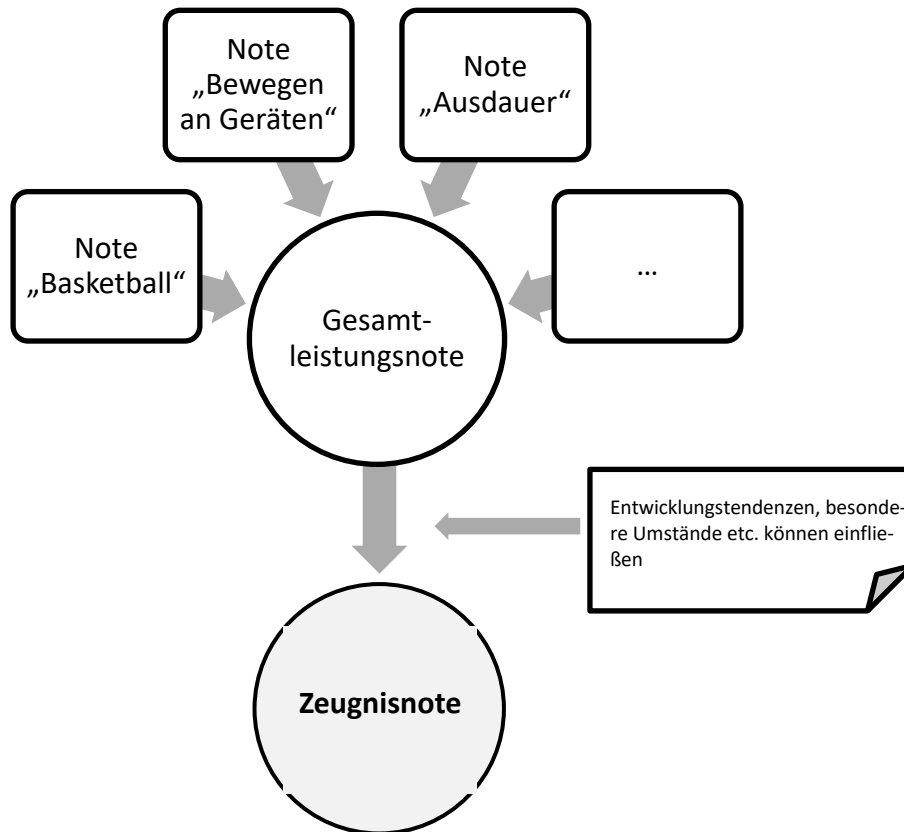 Note
„Bewegen
an Geräten“
Note
„Ausdauer“
Note
„Basketball“
...
Gesamt-
leistungsnote
Entwicklungstendenzen, besonde-
re Umstände etc. können einflie-
ßen
Zeugnisnote